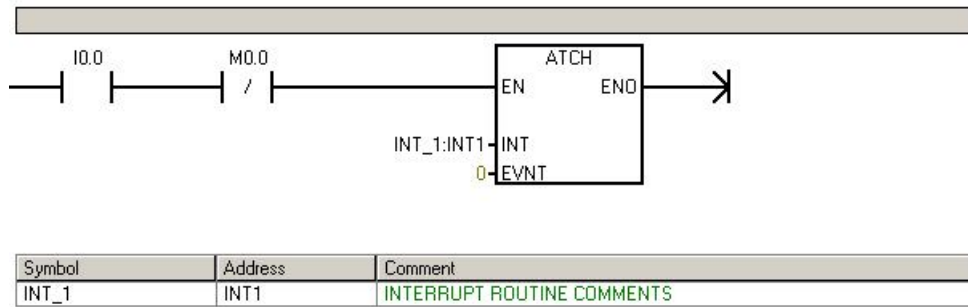 I0.0 M0.0 ATCH
/
EN ENO
INT_1:INT1 INT
0 EVNT
Symbol Address Comment
INT_1 INT1 INTERRUPT ROUTINE COMMENTS